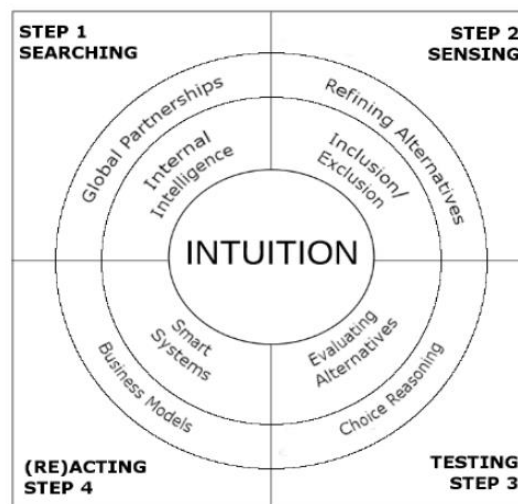 STEP 1
SEARCHING
STEP 2
SENSING
Global Partnerships
Refining Alternatives
Internal
Intelligence
Inclusion/
Exclusion
INTUITION
Smart
Systems
Evaluating
Alternatives
Business Models
Choice Reasoning
(RE)ACTING
STEP 4
TESTING
STEP 3